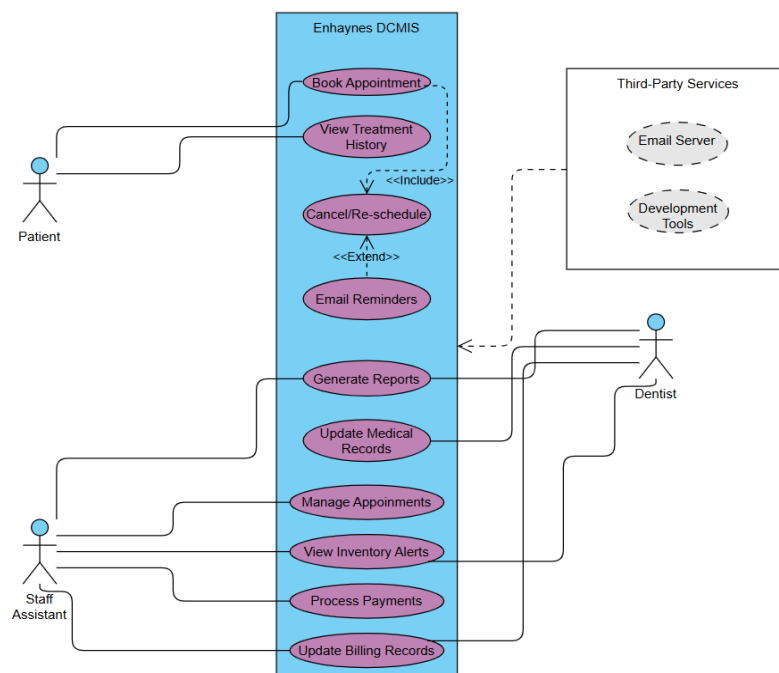 Enhaynes DCMIS
Book Appointment
View Treatment
History
<<Include>>
Cancel/Re-schedule
<<Extend>>
Email Reminders
Generate Reports
Update Medical
Records
Manage Appoinments
View Inventory Alerts
Process Payments
Update Billing Records
Patient
Staff
Assistant
Third-Party Services
Email Server
Development
Tools
Dentist